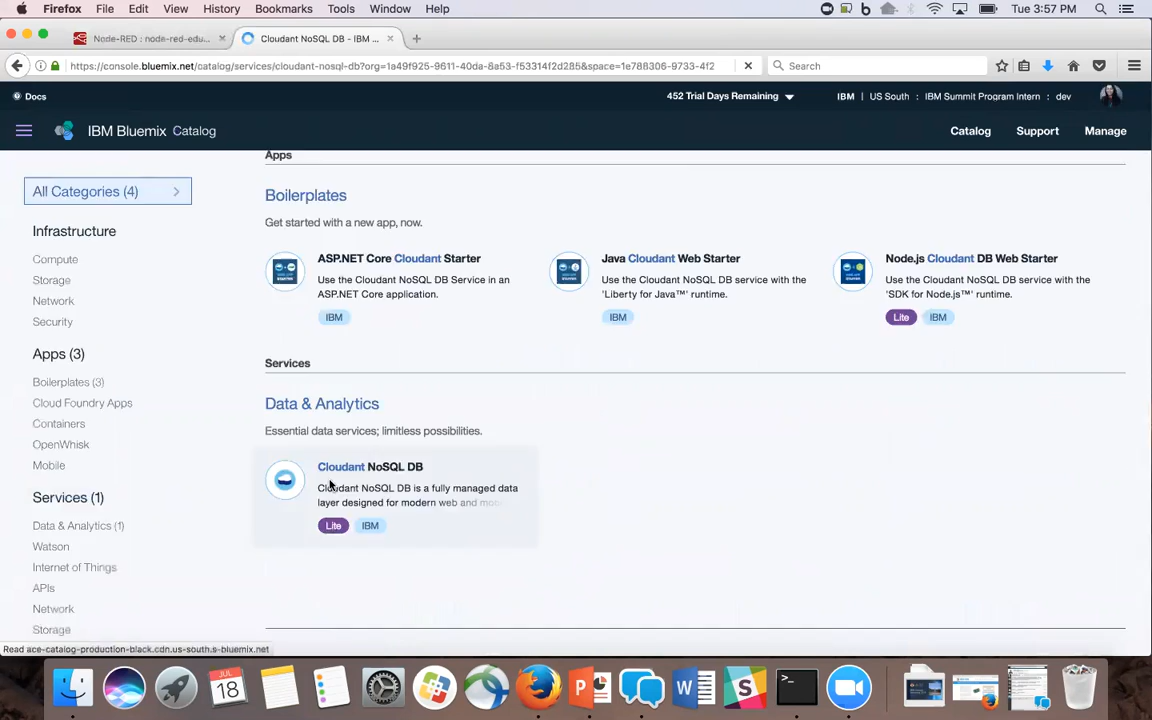 Firefox File Edit View History Bookmarks Tools Window Help Tue 3:57 PM
Node-RED : node-red-edu... Cloudant NoSQL DB - IBM ...
https://console.bluemix.net/catalog/services/cloudant-nosql-db?org=1a49f925-9611-40da-8a53-f53314f2d285&space=1e788306-9733-4f2 Search
Docs 452 Trial Days Remaining IBM US South : IBM Summit Program Intern : dev
IBM Bluemix Catalog Catalog Support Manage
All Categories (4)
Infrastructure
Compute
Storage
Network
Security
Apps (3)
Boilerplates (3)
Cloud Foundry Apps
Containers
OpenWhisk
Mobile
Services (1)
Data & Analytics (1)
Watson
Internet of Things
APIs
Network
Storage
Apps
Boilerplates
Get started with a new app, now.
ASP.NET Core Cloudant Starter
Use the Cloudant NoSQL DB Service in an
ASP.NET Core application.
IBM
Java Cloudant Web Starter
Use the Cloudant NoSQL DB service with the
'Liberty for Java™' runtime.
IBM
Node.js Cloudant DB Web Starter
Use the Cloudant NoSQL DB service with the
'SDK for Node.js™' runtime.
Lite IBM
Services
Data & Analytics
Essential data services; limitless possibilities.
Cloudant NoSQL DB
Cloudant NoSQL DB is a fully managed data
layer designed for modern web and mob
Lite IBM
Read ace-catalog-production-black.cdn.us-south.s-bluemix.net
JUL
18